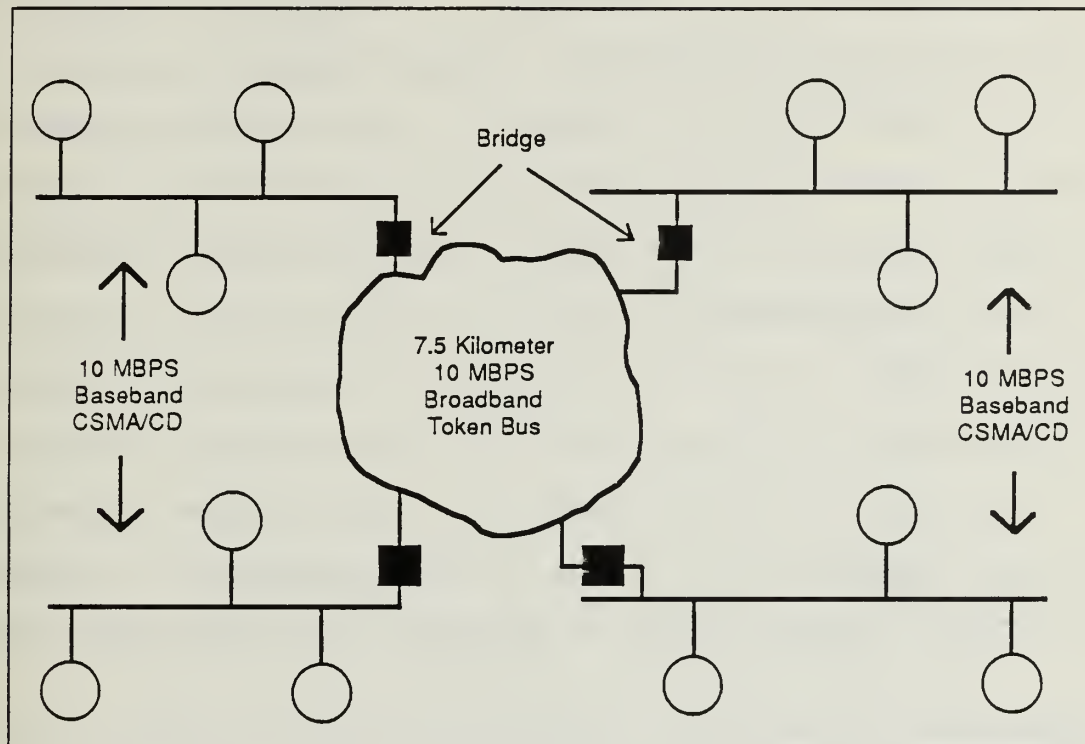 Bridge
7.5 Kilometer
10 MBPS
Broadband
Token Bus
10 MBPS
Baseband
CSMA/CD
10 MBPS
Baseband
CSMA/CD